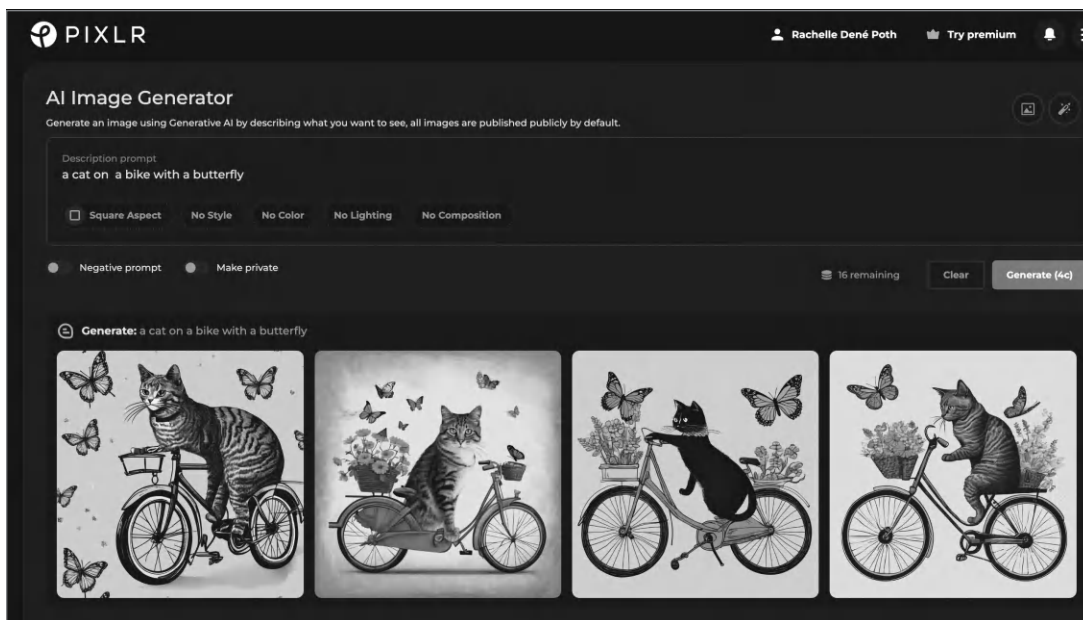 PIXLR
Rachelle Dené Poth
Try premium
AI Image Generator
Generate an image using Generative AI by describing what you want to see, all images are published publicly by default.
Description prompt
a cat on  a bike with a butterfly
Square Aspect
No Style
No Color
No Lighting
No Composition
Negative prompt
Make private
16 remaining
Clear
Generate (4c)
Generate: a cat on a bike with a butterfly